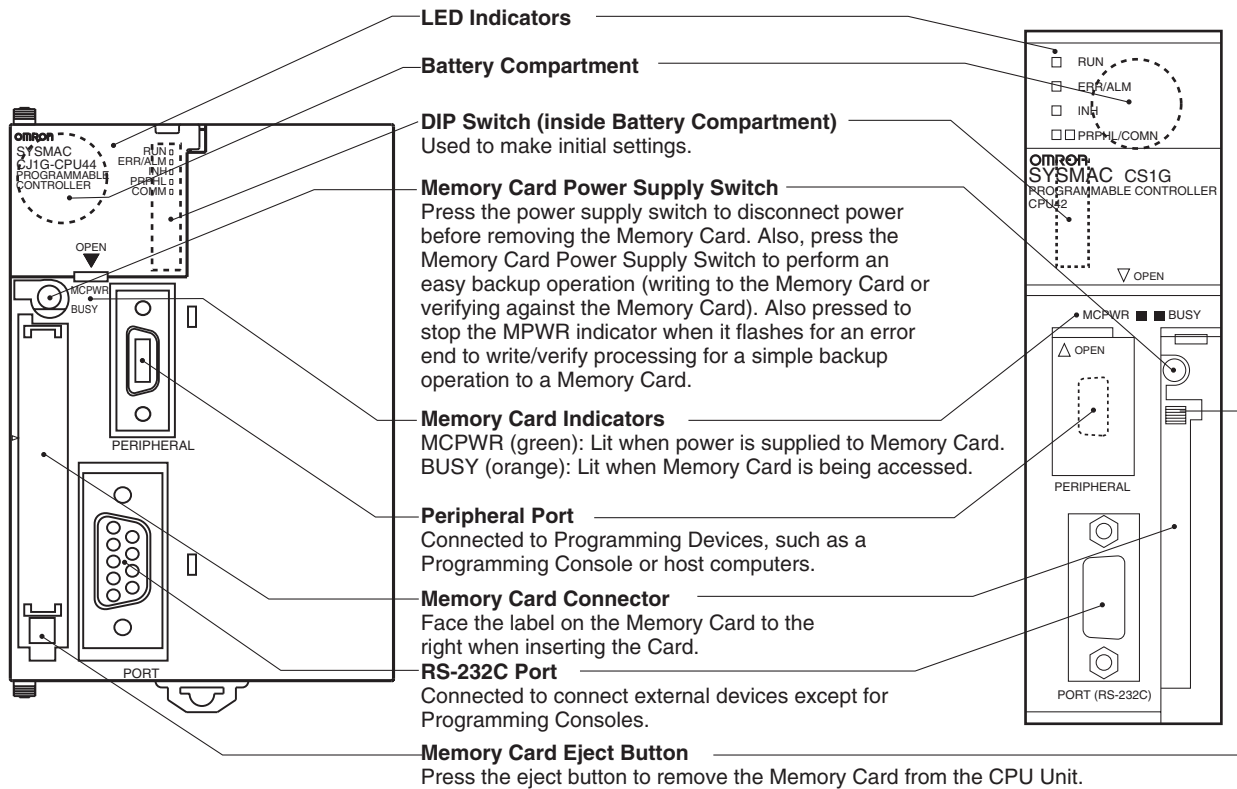 LED Indicators
Battery Compartment
DIP Switch (inside Battery Compartment)
Used to make initial settings.
Memory Card Power Supply Switch
Press the power supply switch to disconnect power
before removing the Memory Card. Also, press the
Memory Card Power Supply Switch to perform an
easy backup operation (writing to the Memory Card or
verifying against the Memory Card). Also pressed to
stop the MPWR indicator when it flashes for an error
end to write/verify processing for a simple backup
operation to a Memory Card.
Memory Card Indicators
MCPWR (green): Lit when power is supplied to Memory Card.
BUSY (orange): Lit when Memory Card is being accessed.
Peripheral Port
Connected to Programming Devices, such as a
Programming Console or host computers.
Memory Card Connector
Face the label on the Memory Card to the
right when inserting the Card.
RS-232C Port
Connected to connect external devices except for
Programming Consoles.
Memory Card Eject Button
Press the eject button to remove the Memory Card from the CPU Unit.
OMRON
SYSMAC
CJ1G-CPU44
PROGRAMMABLE
CONTROLLER
RUN
ERR/ALM
INH
PRPHL
COMM
OPEN
MCPWR
BUSY
PERIPHERAL
PORT
RUN
ERR/ALM
INH
PRPHL/COMN
OMRON
SYSMAC CS1G
PROGRAMMABLE CONTROLLER
CPU42
OPEN
MCPWR BUSY
OPEN
PERIPHERAL
PORT (RS-232C)